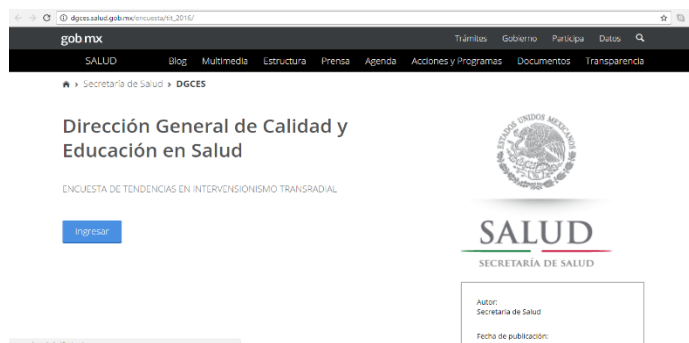 dgces.salud.gob.mx/encuesta/tit_2016/
gob mx
Trámites Gobierno Participa Datos
SALUD Blog Multimedia Estructura Prensa Agenda Acciones y Programas Documentos Transparencia
> Secretaría de Salud > DGCES
Dirección General de Calidad y
Educación en Salud
ENCUESTA DE TENDENCIAS EN INTERVENSIONISMO TRANSRADIAL
Ingresar
ESTADOS UNIDOS MEXICANOS
SALUD
SECRETARÍA DE SALUD
Autor:
Secretaría de Salud
Fecha de publicación: